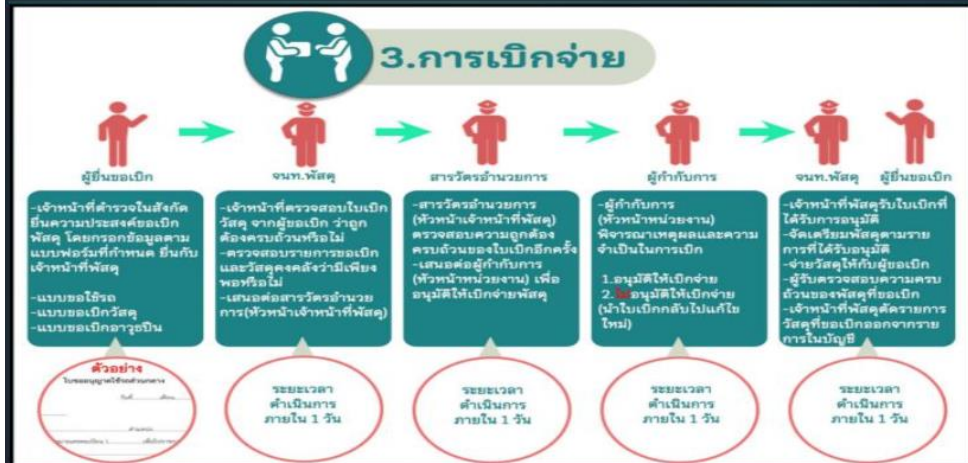 3.การเบิกจ่าย
ผู้ยื่นขอเบิก
-เจ้าหน้าที่ตำรวจในสังกัด
ยื่นความประสงค์ขอเบิก
พัสดุ โดยกรอกข้อมูลตาม
แบบฟอร์มที่กำหนด ยื่นกับ
เจ้าหน้าที่พัสดุ
-แบบขอใช้รถ
-แบบขอเบิกวัสดุ
-แบบขอเบิกอาวุธปืน
ตัวอย่าง
ใบขออนุญาตใช้รถส่วนกลาง
วันที่ เดือน
ตำแหน่ง
จนท.พัสดุ
-เจ้าหน้าที่ตรวจสอบใบเบิก
วัสดุ จากผู้ขอเบิก ว่าถูก
ต้องครบถ้วนหรือไม่
-ตรวจสอบรายการขอเบิก
และวัสดุคงคลังว่ามีเพียง
พอหรือไม่
-เสนอต่อสารวัตรอำนวย
การ(หัวหน้าเจ้าหน้าที่พัสดุ)
ระยะเวลา
ดำเนินการ
ภายใน 1 วัน
สารวัตรอำนวยการ
-สารวัตรอำนวยการ
(หัวหน้าเจ้าหน้าที่พัสดุ)
ตรวจสอบความถูกต้อง
ครบถ้วนของใบเบิกอีกครั้ง
-เสนอต่อผู้กำกับการ
(หัวหน้าหน่วยงาน) เพื่อ
อนุมัติให้เบิกจ่ายพัสดุ
ระยะเวลา
ดำเนินการ
ภายใน 1 วัน
ผู้กำกับการ
-ผู้กำกับการ
(หัวหน้าหน่วยงาน)
พิจารณาเหตุผลและความ
จำเป็นในการเบิก
1.อนุมัติให้เบิกจ่าย
2.ไม่อนุมัติให้เบิกจ่าย
(นำใบเบิกกลับไปแก้ไข
ใหม่)
ระยะเวลา
ดำเนินการ
ภายใน 1 วัน
จนท.พัสดุ ผู้ยื่นขอเบิก
-เจ้าหน้าที่พัสดุรับใบเบิกที่
ได้รับการอนุมัติ
-จัดเตรียมพัสดุตามราย
การที่ได้รับอนุมัติ
-จ่ายวัสดุให้กับผู้ขอเบิก
-ผู้รับตรวจสอบความครบ
ถ้วนของพัสดุที่ขอเบิก
-เจ้าหน้าที่พัสดุตัดรายการ
วัสดุที่ขอเบิกออกจากราย
การในบัญชี
ระยะเวลา
ดำเนินการ
ภายใน 1 วัน